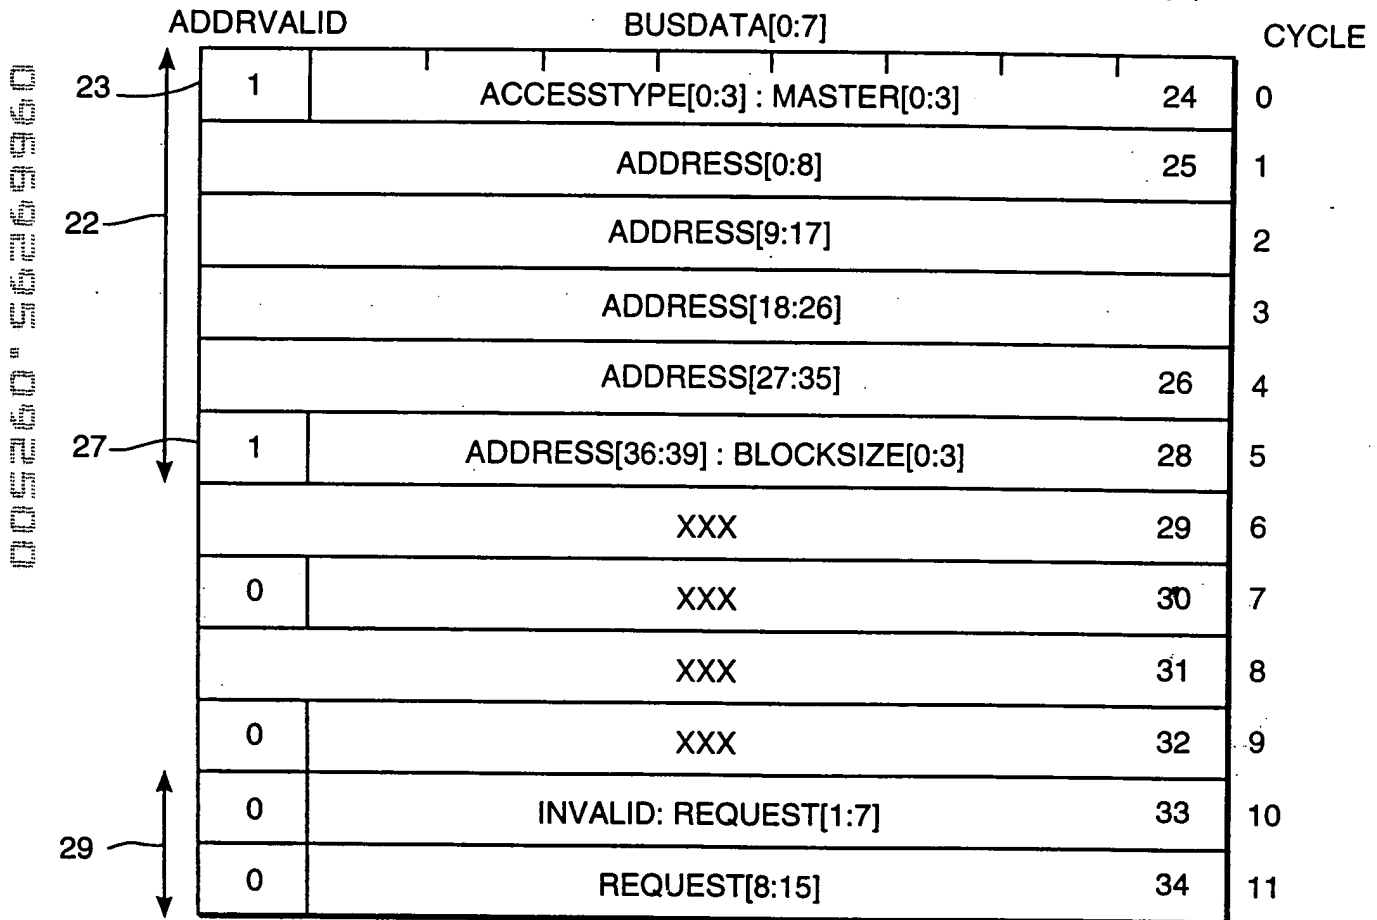 ADDRVALID BUSDATA[0:7] CYCLE
23 1 ACCESSTYPE[0:3] : MASTER[0:3] 24 0
ADDRESS[0:8] 25 1
22 ADDRESS[9:17] 2
ADDRESS[18:26] 3
ADDRESS[27:35] 26 4
27 1 ADDRESS[36:39] : BLOCKSIZE[0:3] 28 5
XXX 29 6
0 XXX 30 7
XXX 31 8
0 XXX 32 9
0 INVALID: REQUEST[1:7] 33 10
29
0 REQUEST[8:15] 34 11